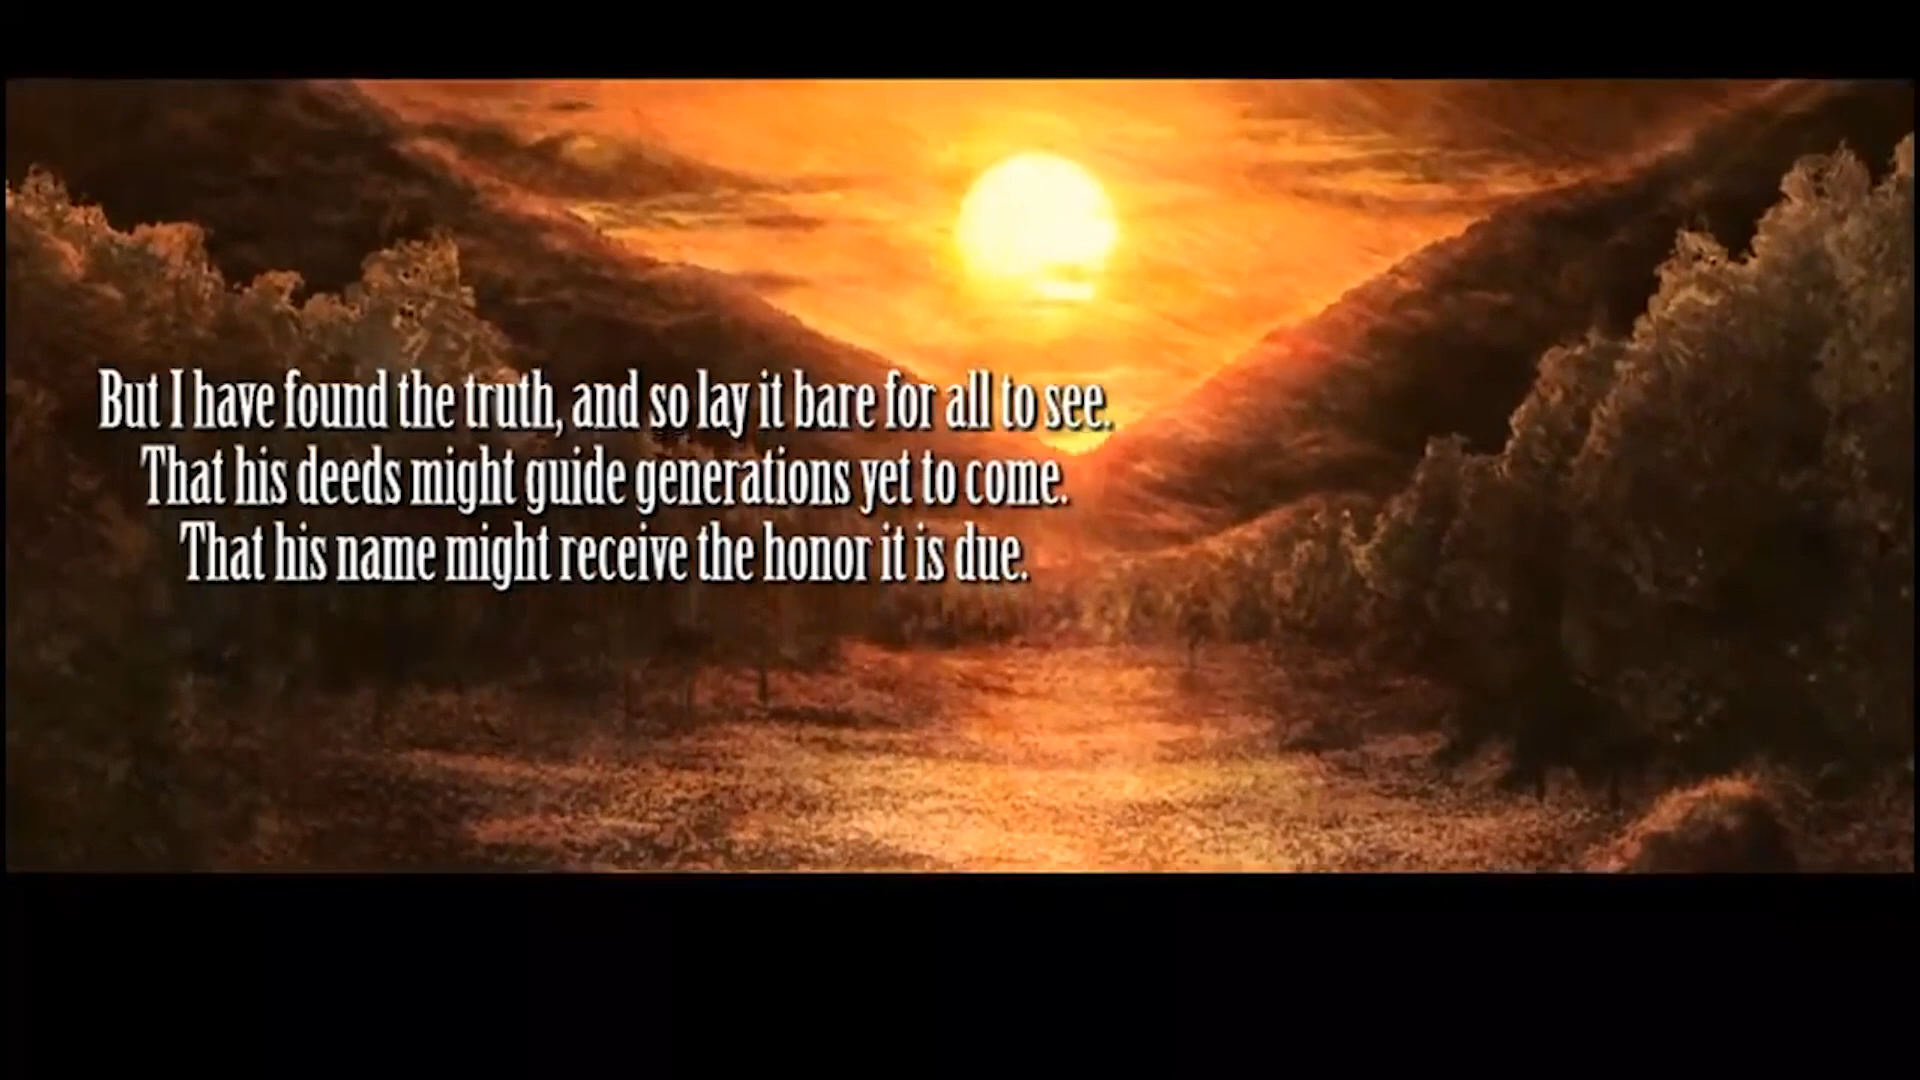 But I have found the truth, and so lay it bare for all to see.
That his deeds might guide generations yet to come.
That his name might receive the honor it is due.